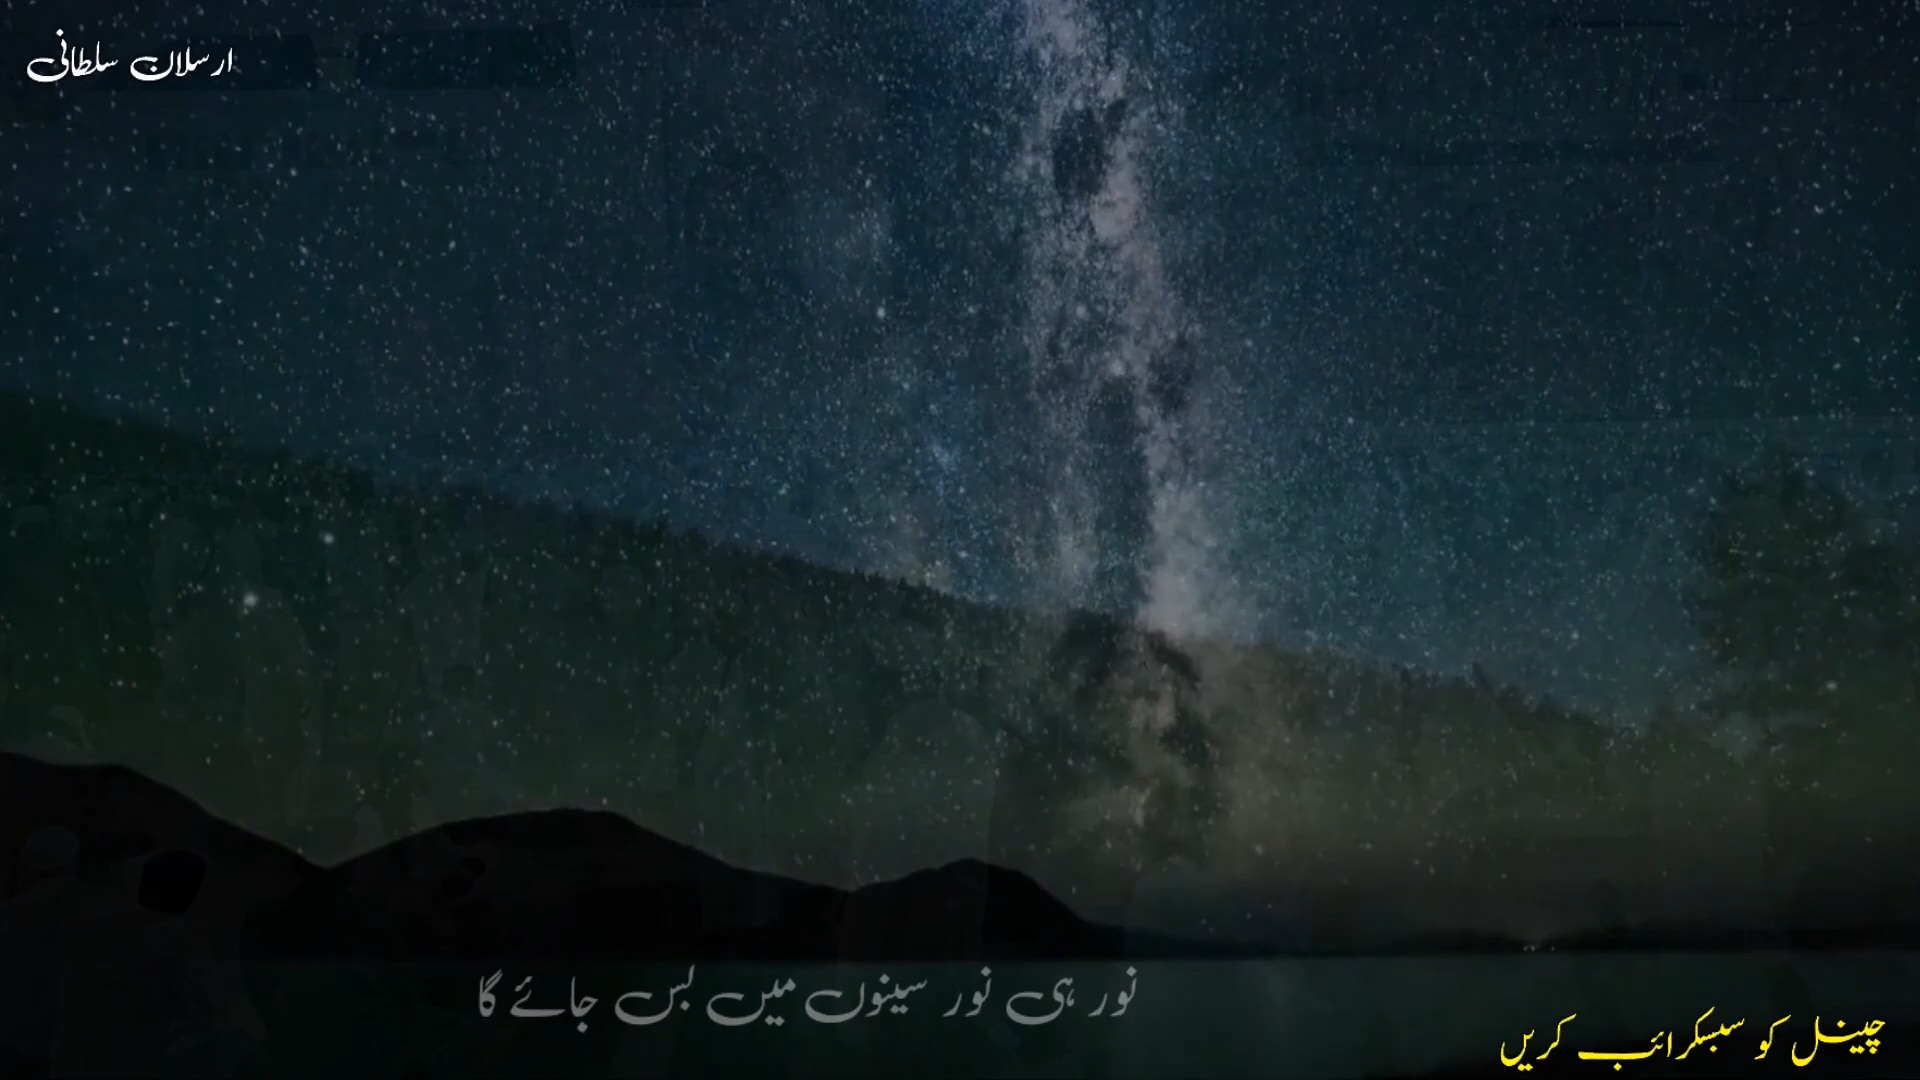 ارسلان سلطانی
نور ہی نور سینوں میں بس جائے گا
چینل کو سبسکرائب کریں